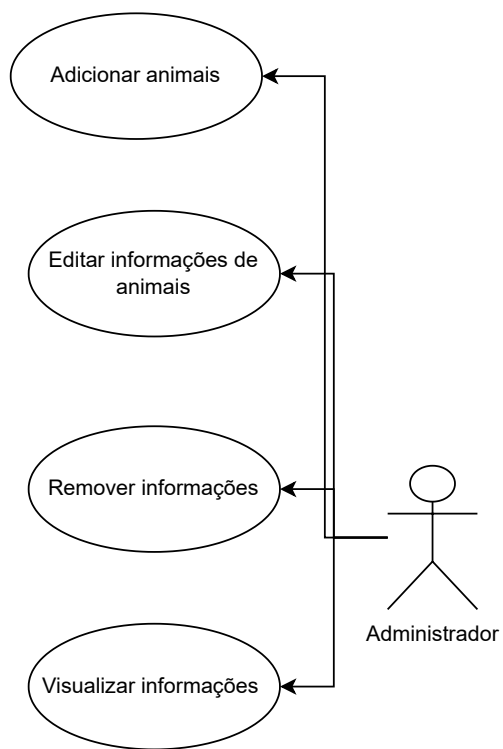 Adicionar animais
Editar informações de
animais
Remover informações
Administrador
Visualizar informações